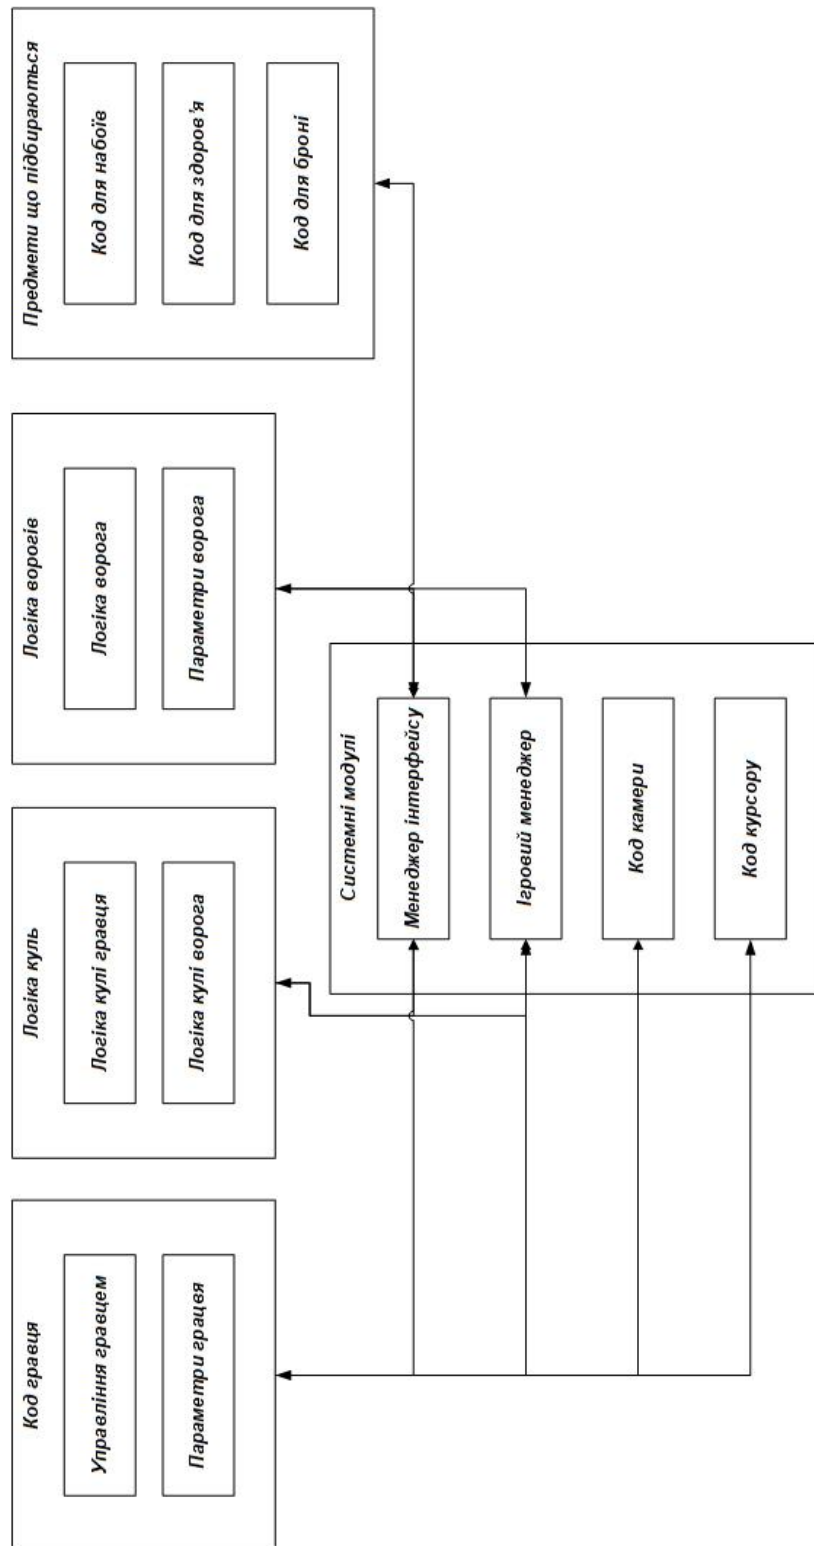 Код гравця
Управління гравцем
Параметри грацвя
Логіка куль
Логіка кулі гравця
Логіка кулі ворога
Логіка ворогів
Логіка ворога
Параметри ворога
Предмети що підбираються
Код для набоїв
Код для здоров'я
Код для броні
Системні модулі
Менеджер інтерфейсу
Ігровий менеджер
Код камери
Код курсору